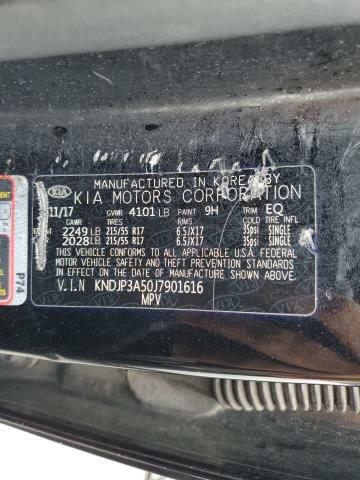 MANUFACTURED IN KOREA BY
KIA KIA MOTORS CORPORATION
11/17 GVWR 4101 LB PAINT 9H TRIM EQ
TIRES RIMS COLD TIRE INFL.
2249 LB 215/55 R17 6.5JX17 35psi SINGLE
2028 LB 215/55 R17 6.5JX17 35psi SINGLE
THIS VEHICLE CONFORMS TO ALL APPLICABLE U.S.A. FEDERAL
MOTOR VEHICLE SAFETY AND THEFT PREVENTION STANDARDS
IN EFFECT ON THE DATE OF MANUFACTURE SHOWN ABOVE.
V.I.N KNDJP3A50J7901616
MPV
P74